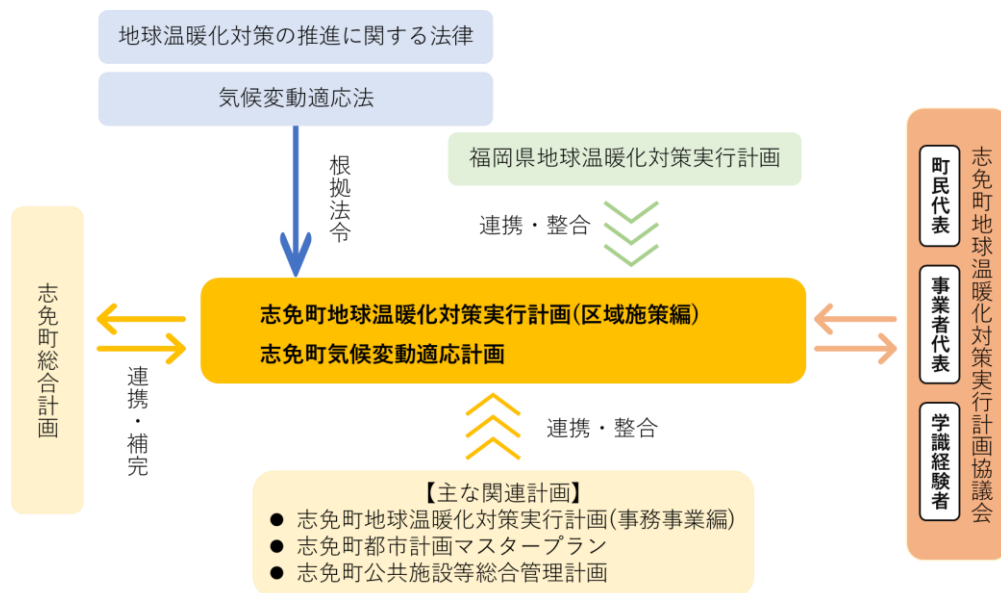 地球温暖化対策の推進に関する法律
気候変動適応法
根拠法令
福岡県地球温暖化対策実行計画
連携・整合
志免町総合計画
連携・補完
志免町地球温暖化対策実行計画(区域施策編)
志免町気候変動適応計画
志免町地球温暖化対策実行計画協議会
町民代表
事業者代表
学識経験者
連携・整合
【主な関連計画】
● 志免町地球温暖化対策実行計画(事務事業編)
● 志免町都市計画マスタープラン
● 志免町公共施設等総合管理計画